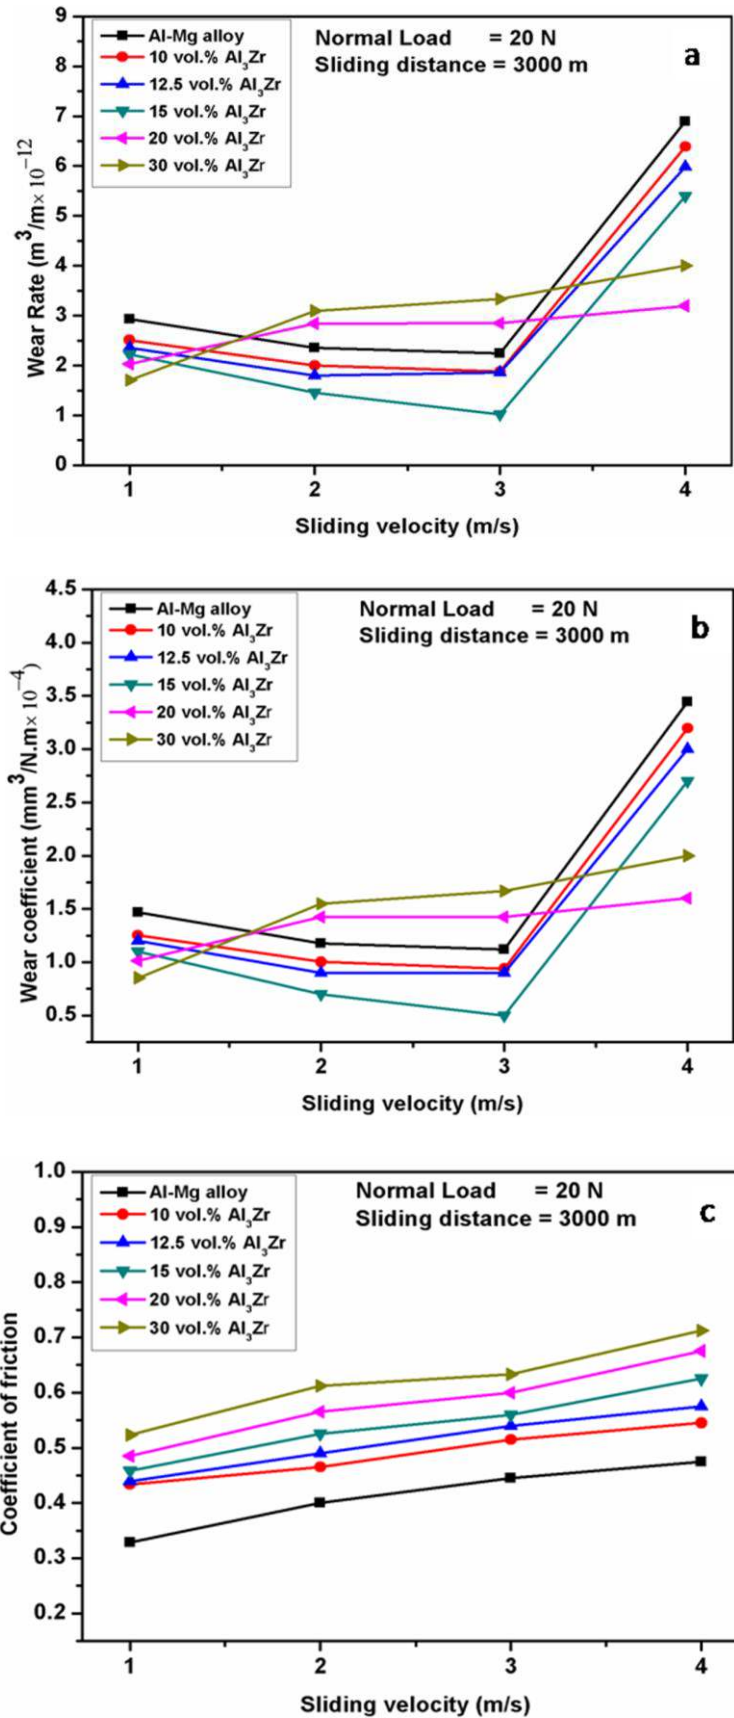 9
8
7
6
5
4
3
2
1
0
Wear Rate (m³/m× 10⁻¹²
Al-Mg alloy
10 vol.% Al₃Zr
12.5 vol.% Al₃Zr
15 vol.% Al₃Zr
20 vol.% Al₃Zr
30 vol.% Al₃Zr
Normal Load = 20 N
Sliding distance = 3000 m
a
1 2 3 4
Sliding velocity (m/s)
4.5
4.0
3.5
3.0
2.5
2.0
1.5
1.0
0.5
Wear coefficient (mm³/N.m× 10⁻⁴)
Al-Mg alloy
10 vol.% Al₃Zr
12.5 vol.% Al₃Zr
15 vol.% Al₃Zr
20 vol.% Al₃Zr
30 vol.% Al₃Zr
Normal Load = 20 N
Sliding distance = 3000 m
b
1 2 3 4
Sliding velocity (m/s)
1.0
0.9
0.8
0.7
0.6
0.5
0.4
0.3
0.2
Coefficient of friction
Al-Mg alloy
10 vol.% Al₃Zr
12.5 vol.% Al₃Zr
15 vol.% Al₃Zr
20 vol.% Al₃Zr
30 vol.% Al₃Zr
Normal Load = 20 N
Sliding distance = 3000 m
c
1 2 3 4
Sliding velocity (m/s)